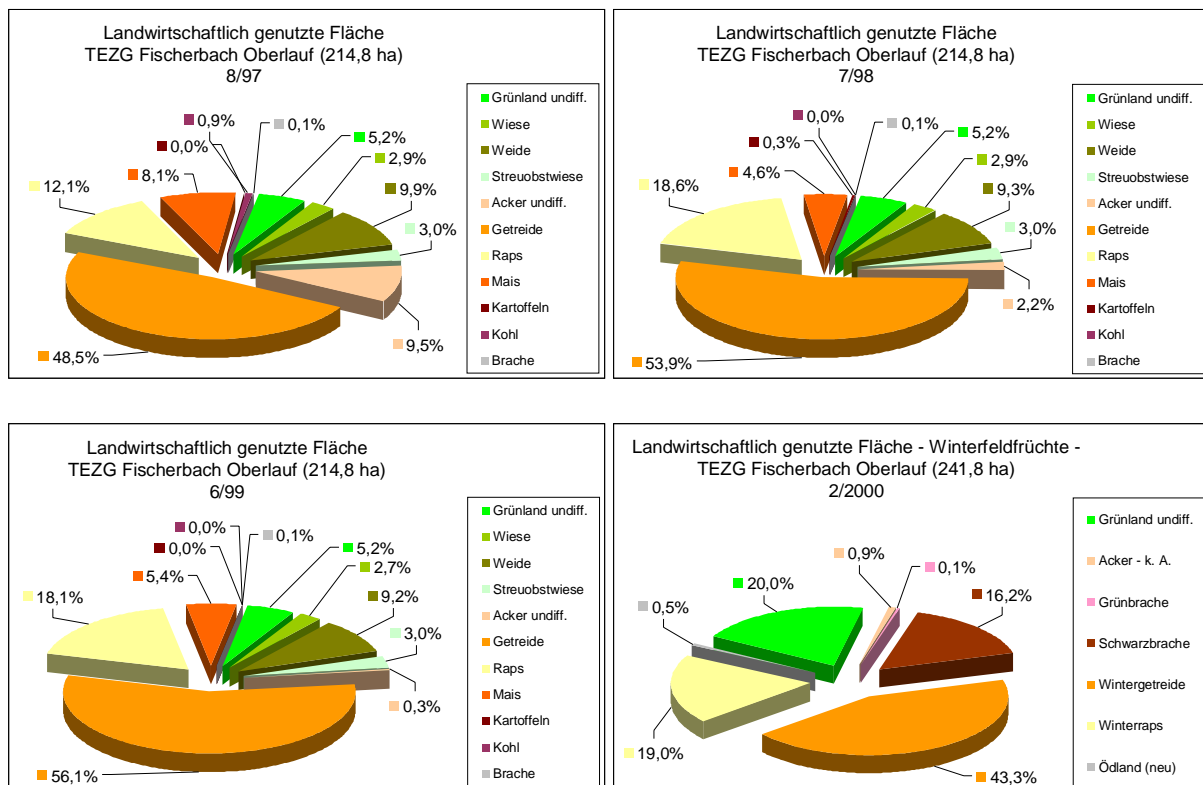 Landwirtschaftlich genutzte Fläche
TEZG Fischerbach Oberlauf (214,8 ha)
8/97
0,9%
0,1%
0,0%
5,2%
8,1%
2,9%
12,1%
9,9%
3,0%
9,5%
48,5%
Grünland undiff.
Wiese
Weide
Streuobstwiese
Acker undiff.
Getreide
Raps
Mais
Kartoffeln
Kohl
Brache
Landwirtschaftlich genutzte Fläche
TEZG Fischerbach Oberlauf (214,8 ha)
7/98
0,0%
0,1%
0,3%
5,2%
4,6%
2,9%
18,6%
9,3%
3,0%
2,2%
53,9%
Grünland undiff.
Wiese
Weide
Streuobstwiese
Acker undiff.
Getreide
Raps
Mais
Kartoffeln
Kohl
Brache
Landwirtschaftlich genutzte Fläche
TEZG Fischerbach Oberlauf (214,8 ha)
6/99
0,0%
0,1%
0,0%
5,2%
5,4%
2,7%
18,1%
9,2%
3,0%
0,3%
56,1%
Grünland undiff.
Wiese
Weide
Streuobstwiese
Acker undiff.
Getreide
Raps
Mais
Kartoffeln
Kohl
Brache
Landwirtschaftlich genutzte Fläche - Winterfeldfrüchte -
TEZG Fischerbach Oberlauf (241,8 ha)
2/2000
0,9%
0,1%
20,0%
16,2%
0,5%
19,0%
43,3%
Grünland undiff.
Acker - k. A.
Grünbrache
Schwarzbrache
Wintergetreide
Winterraps
Ödland (neu)